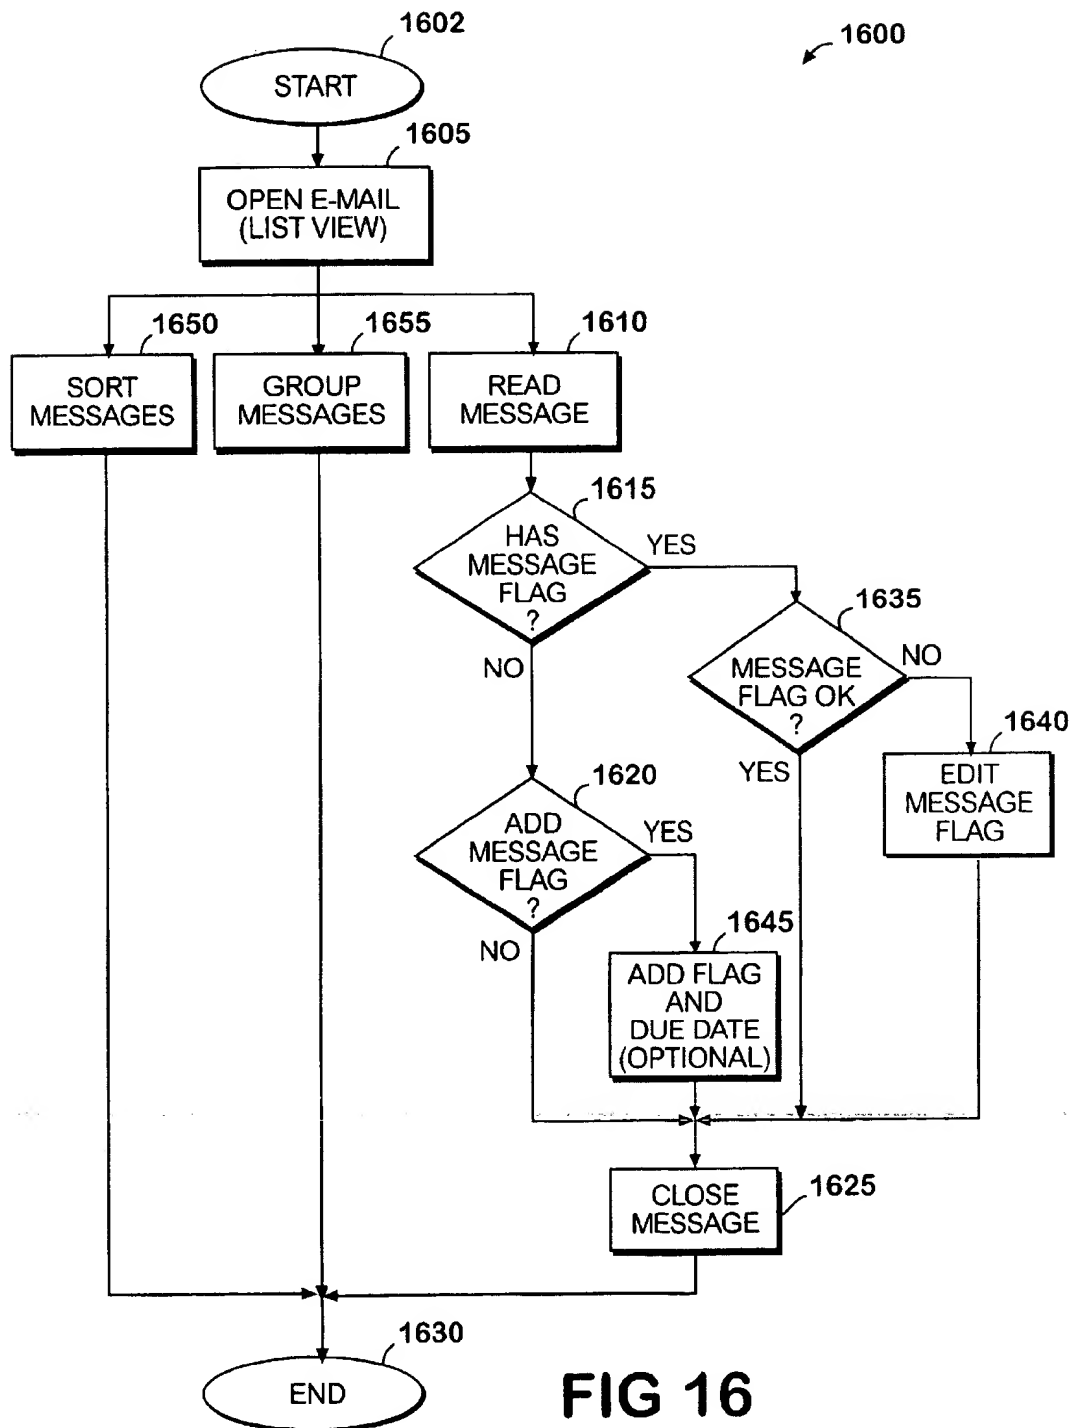 1602
1600
START
1605
OPEN E-MAIL
(LIST VIEW)
1650
1655
1610
SORT
MESSAGES
GROUP
MESSAGES
READ
MESSAGE
1615
HAS
MESSAGE
FLAG
?
YES
NO
1635
MESSAGE
FLAG OK
?
NO
YES
1640
EDIT
MESSAGE
FLAG
1620
ADD
MESSAGE
FLAG
?
YES
NO
1645
ADD FLAG
AND
DUE DATE
(OPTIONAL)
1625
CLOSE
MESSAGE
1630
END
FIG 16